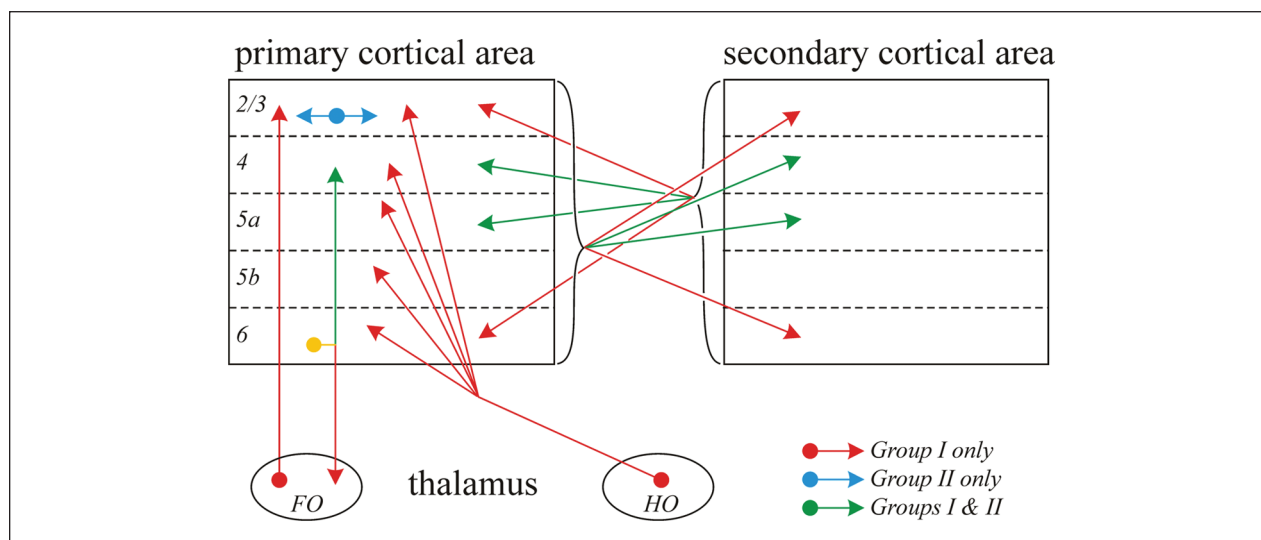 primary cortical area
secondary cortical area
2/3
4
5a
5b
6
thalamus
FO
HO
Group I only
Group II only
Groups I & II